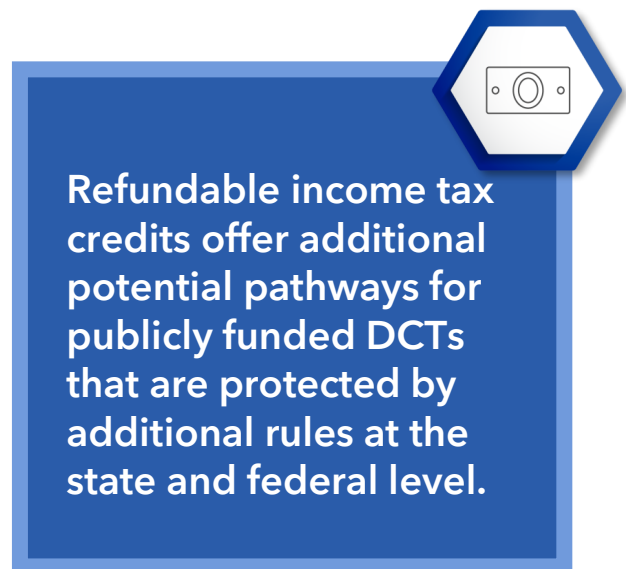 Refundable income tax
credits offer additional
potential pathways for
publicly funded DCTs
that are protected by
additional rules at the
state and federal level.